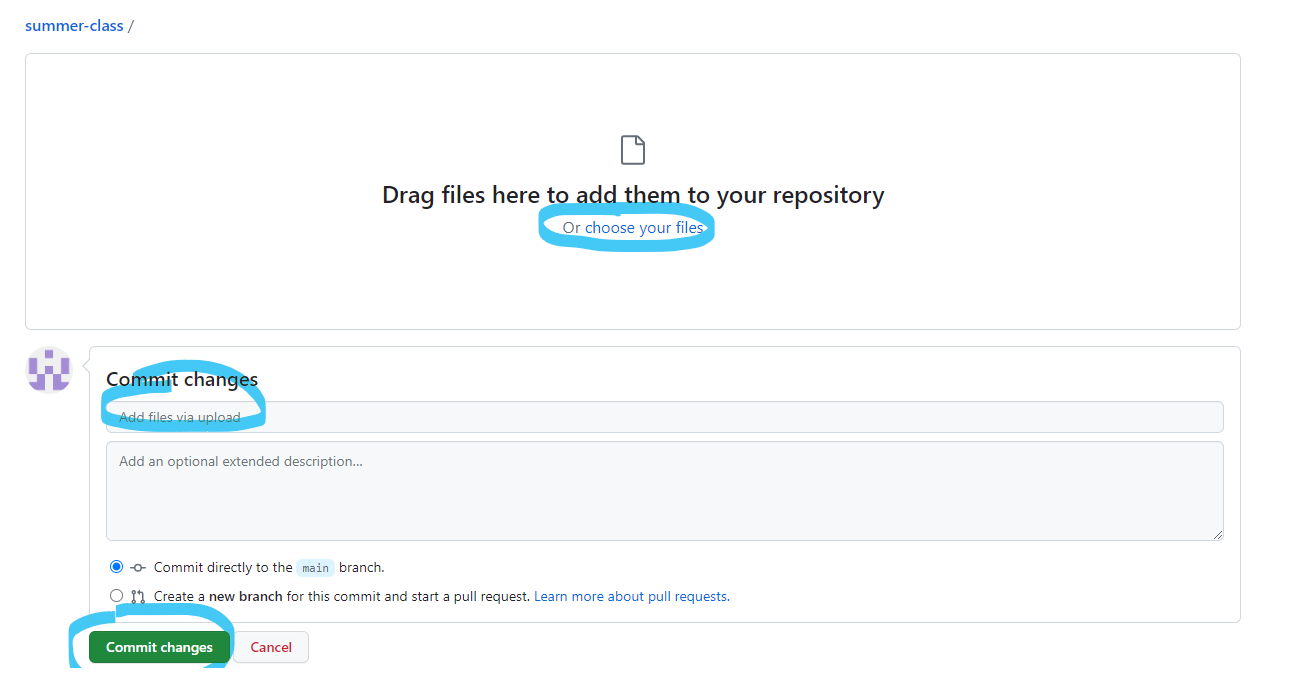 summer-class /
Drag files here to add them to your repository
Or choose your files
Commit changes
Add files via upload
Add an optional extended description...
Commit directly to the main branch.
Create a new branch for this commit and start a pull request. Learn more about pull requests.
Commit changes Cancel